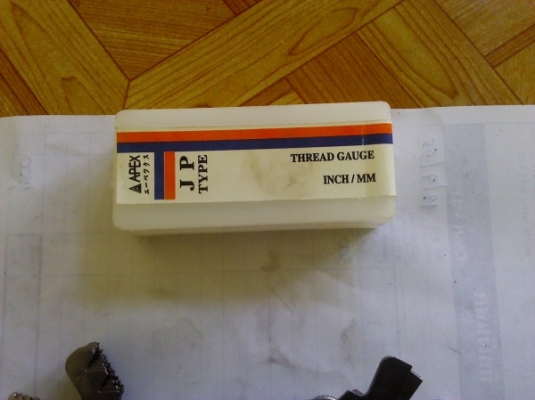 APEX
エーペックス
JP
TYPE
THREAD GAUGE
INCH/MM